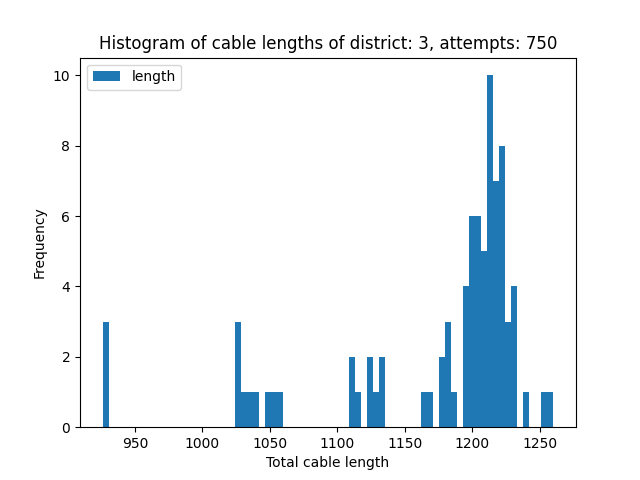 Histogram of cable lengths of district: 3, attempts: 750
length
10
8
6
4
2
0
Frequency
950 1000 1050 1100 1150 1200 1250
Total cable length